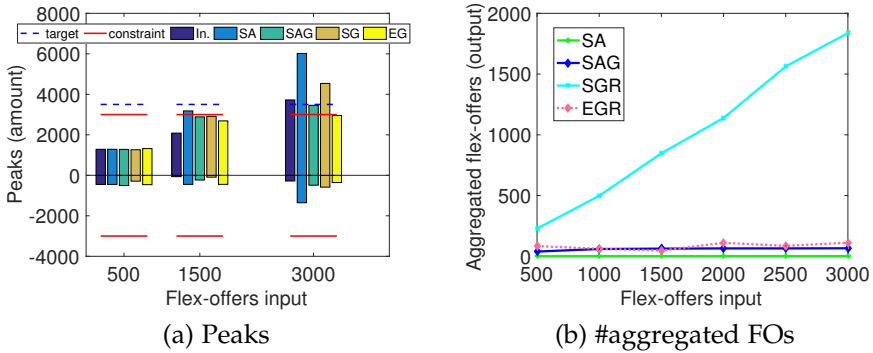 8000
6000
4000
2000
0
-2000
-4000
Peaks (amount)
target
constraint
In.
SA
SAG
SG
EG
500
1500
3000
Flex-offers input
(a) Peaks
2000
1500
1000
500
0
Aggregated flex-offers (output)
SA
SAG
SGR
EGR
500 1000 1500 2000 2500 3000
Flex-offers input
(b) #aggregated FOs